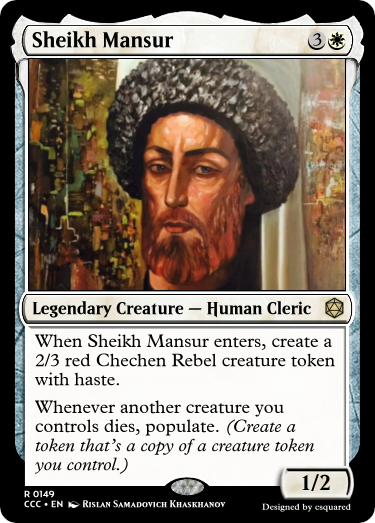 Sheikh Mansur
3
Legendary Creature — Human Cleric
When Sheikh Mansur enters, create a
2/3 red Chechen Rebel creature token
with haste.
Whenever another creature you
controls dies, populate. (Create a
token that's a copy of a creature token
you control.)
1/2
R 0149
CCC • EN Rislan Samadovich Khaskhanov
Designed by csquared